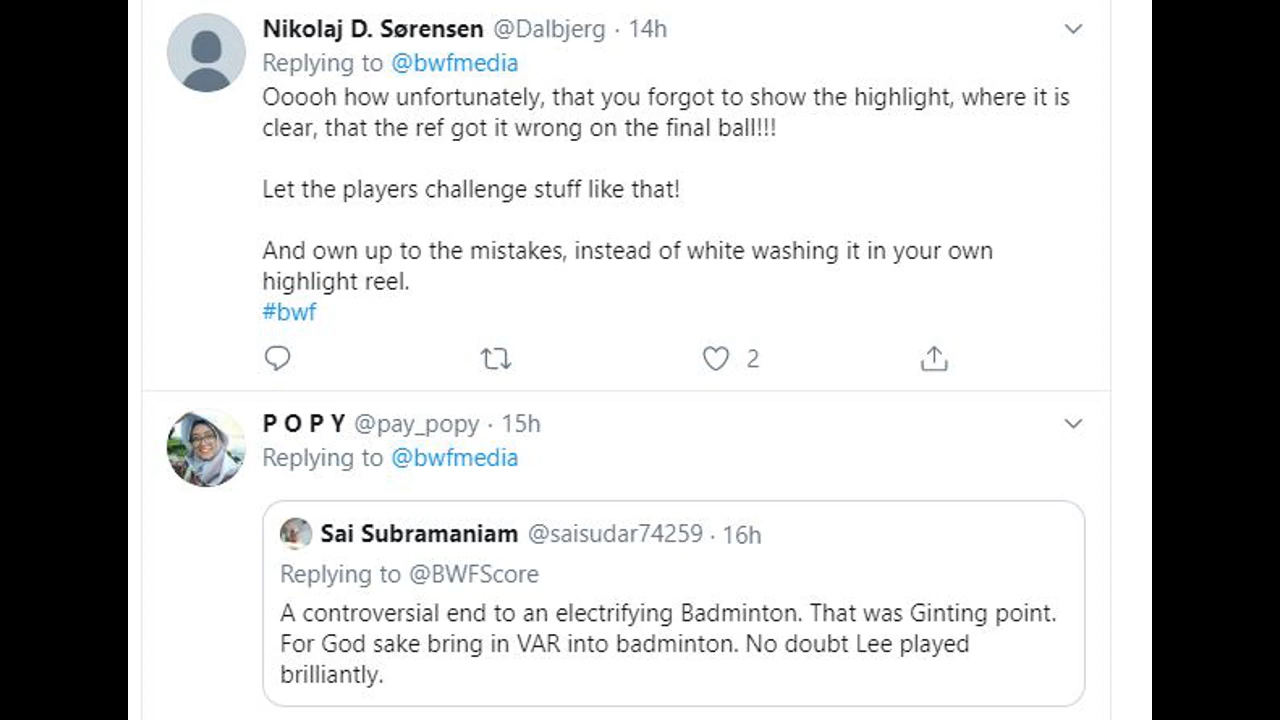 Nikolaj D. Sørensen @Dalbjerg · 14h
Replying to @bwfmedia
Ooooh how unfortunately, that you forgot to show the highlight, where it is
clear, that the ref got it wrong on the final ball!!!
Let the players challenge stuff like that!
And own up to the mistakes, instead of white washing it in your own
highlight reel.
#bwf
2
P O P Y @pay_popy · 15h
Replying to @bwfmedia
Sai Subramaniam @saisudar74259 · 16h
Replying to @BWFScore
A controversial end to an electrifying Badminton. That was Ginting point.
For God sake bring in VAR into badminton. No doubt Lee played
brilliantly.